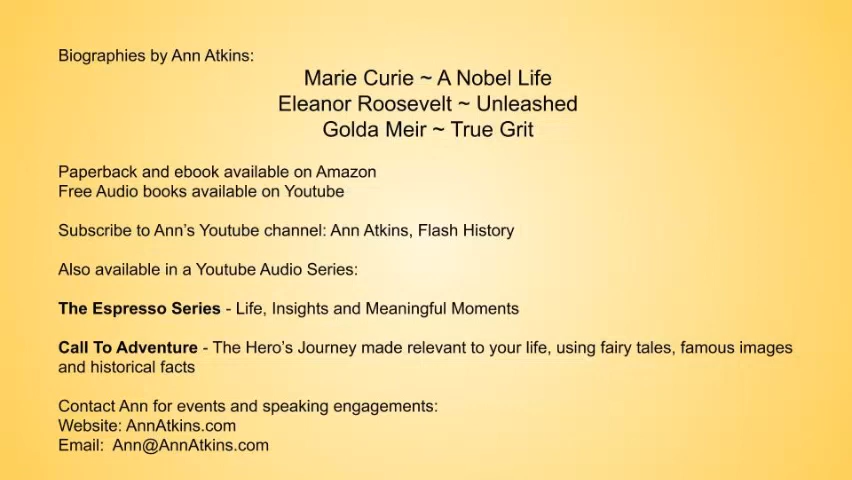 Biographies by Ann Atkins:
Marie Curie ~ A Nobel Life
Eleanor Roosevelt ~ Unleashed
Golda Meir ~ True Grit
Paperback and ebook available on Amazon
Free Audio books available on Youtube
Subscribe to Ann's Youtube channel: Ann Atkins, Flash History
Also available in a Youtube Audio Series:
The Espresso Series - Life, Insights and Meaningful Moments
Call To Adventure - The Hero's Journey made relevant to your life, using fairy tales, famous images
and historical facts
Contact Ann for events and speaking engagements:
Website: AnnAtkins.com
Email:  Ann@AnnAtkins.com